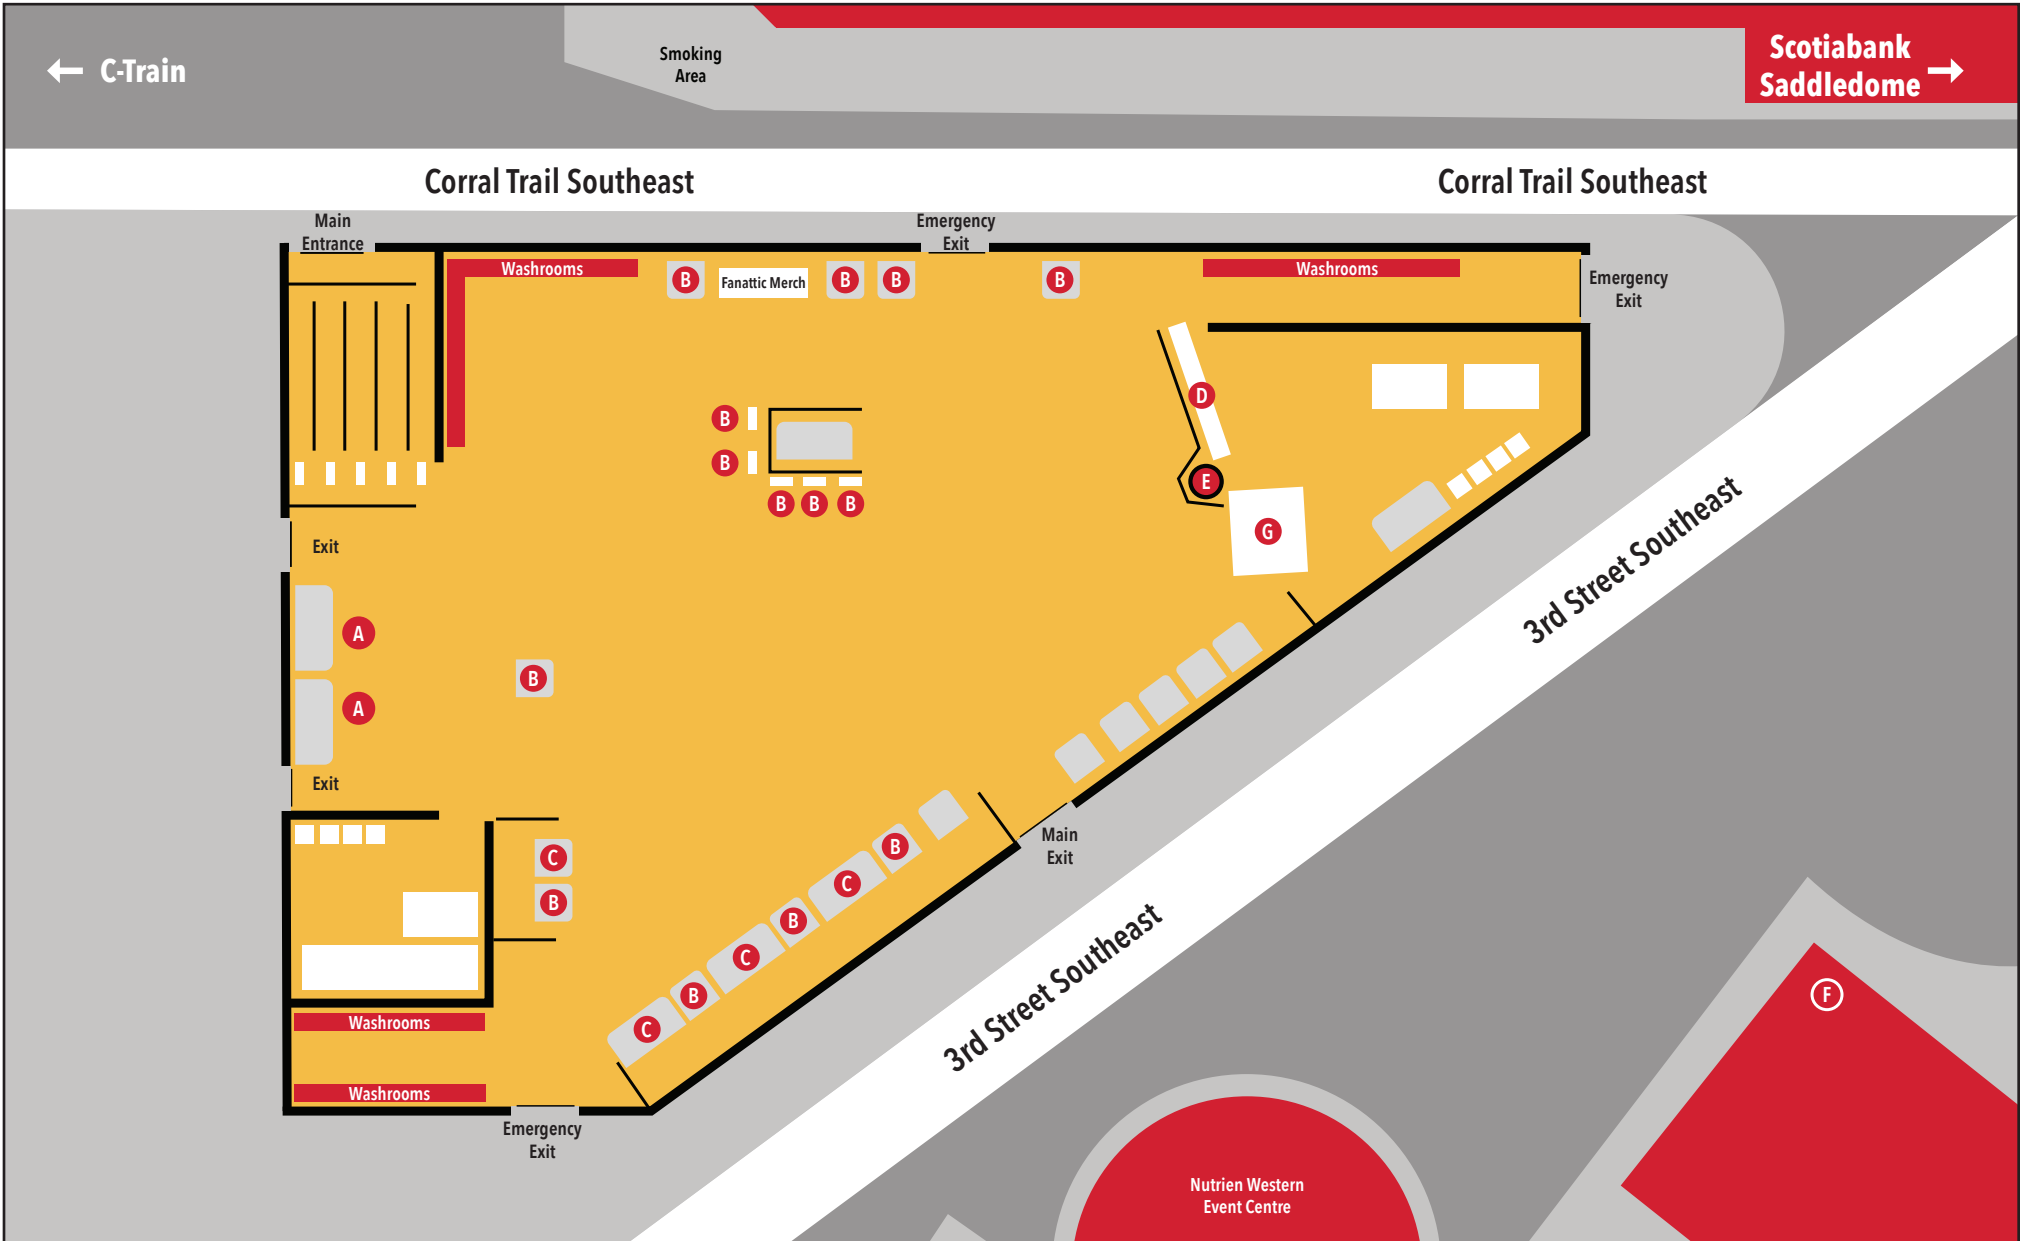 C-Train
Smoking
Area
Scotiabank
Saddledome
Corral Trail Southeast
Corral Trail Southeast
Main
Entrance
Emergency
Exit
Washrooms
B
Fanattic Merch
B
B
B
Washrooms
Emergency
Exit
D
B
B
B
B
B
E
G
Exit
A
B
A
Exit
3rd Street Southeast
C
B
B
C
B
C
B
C
Main
Exit
3rd Street Southeast
F
Washrooms
Washrooms
Emergency
Exit
Nutrien Western
Event Centre